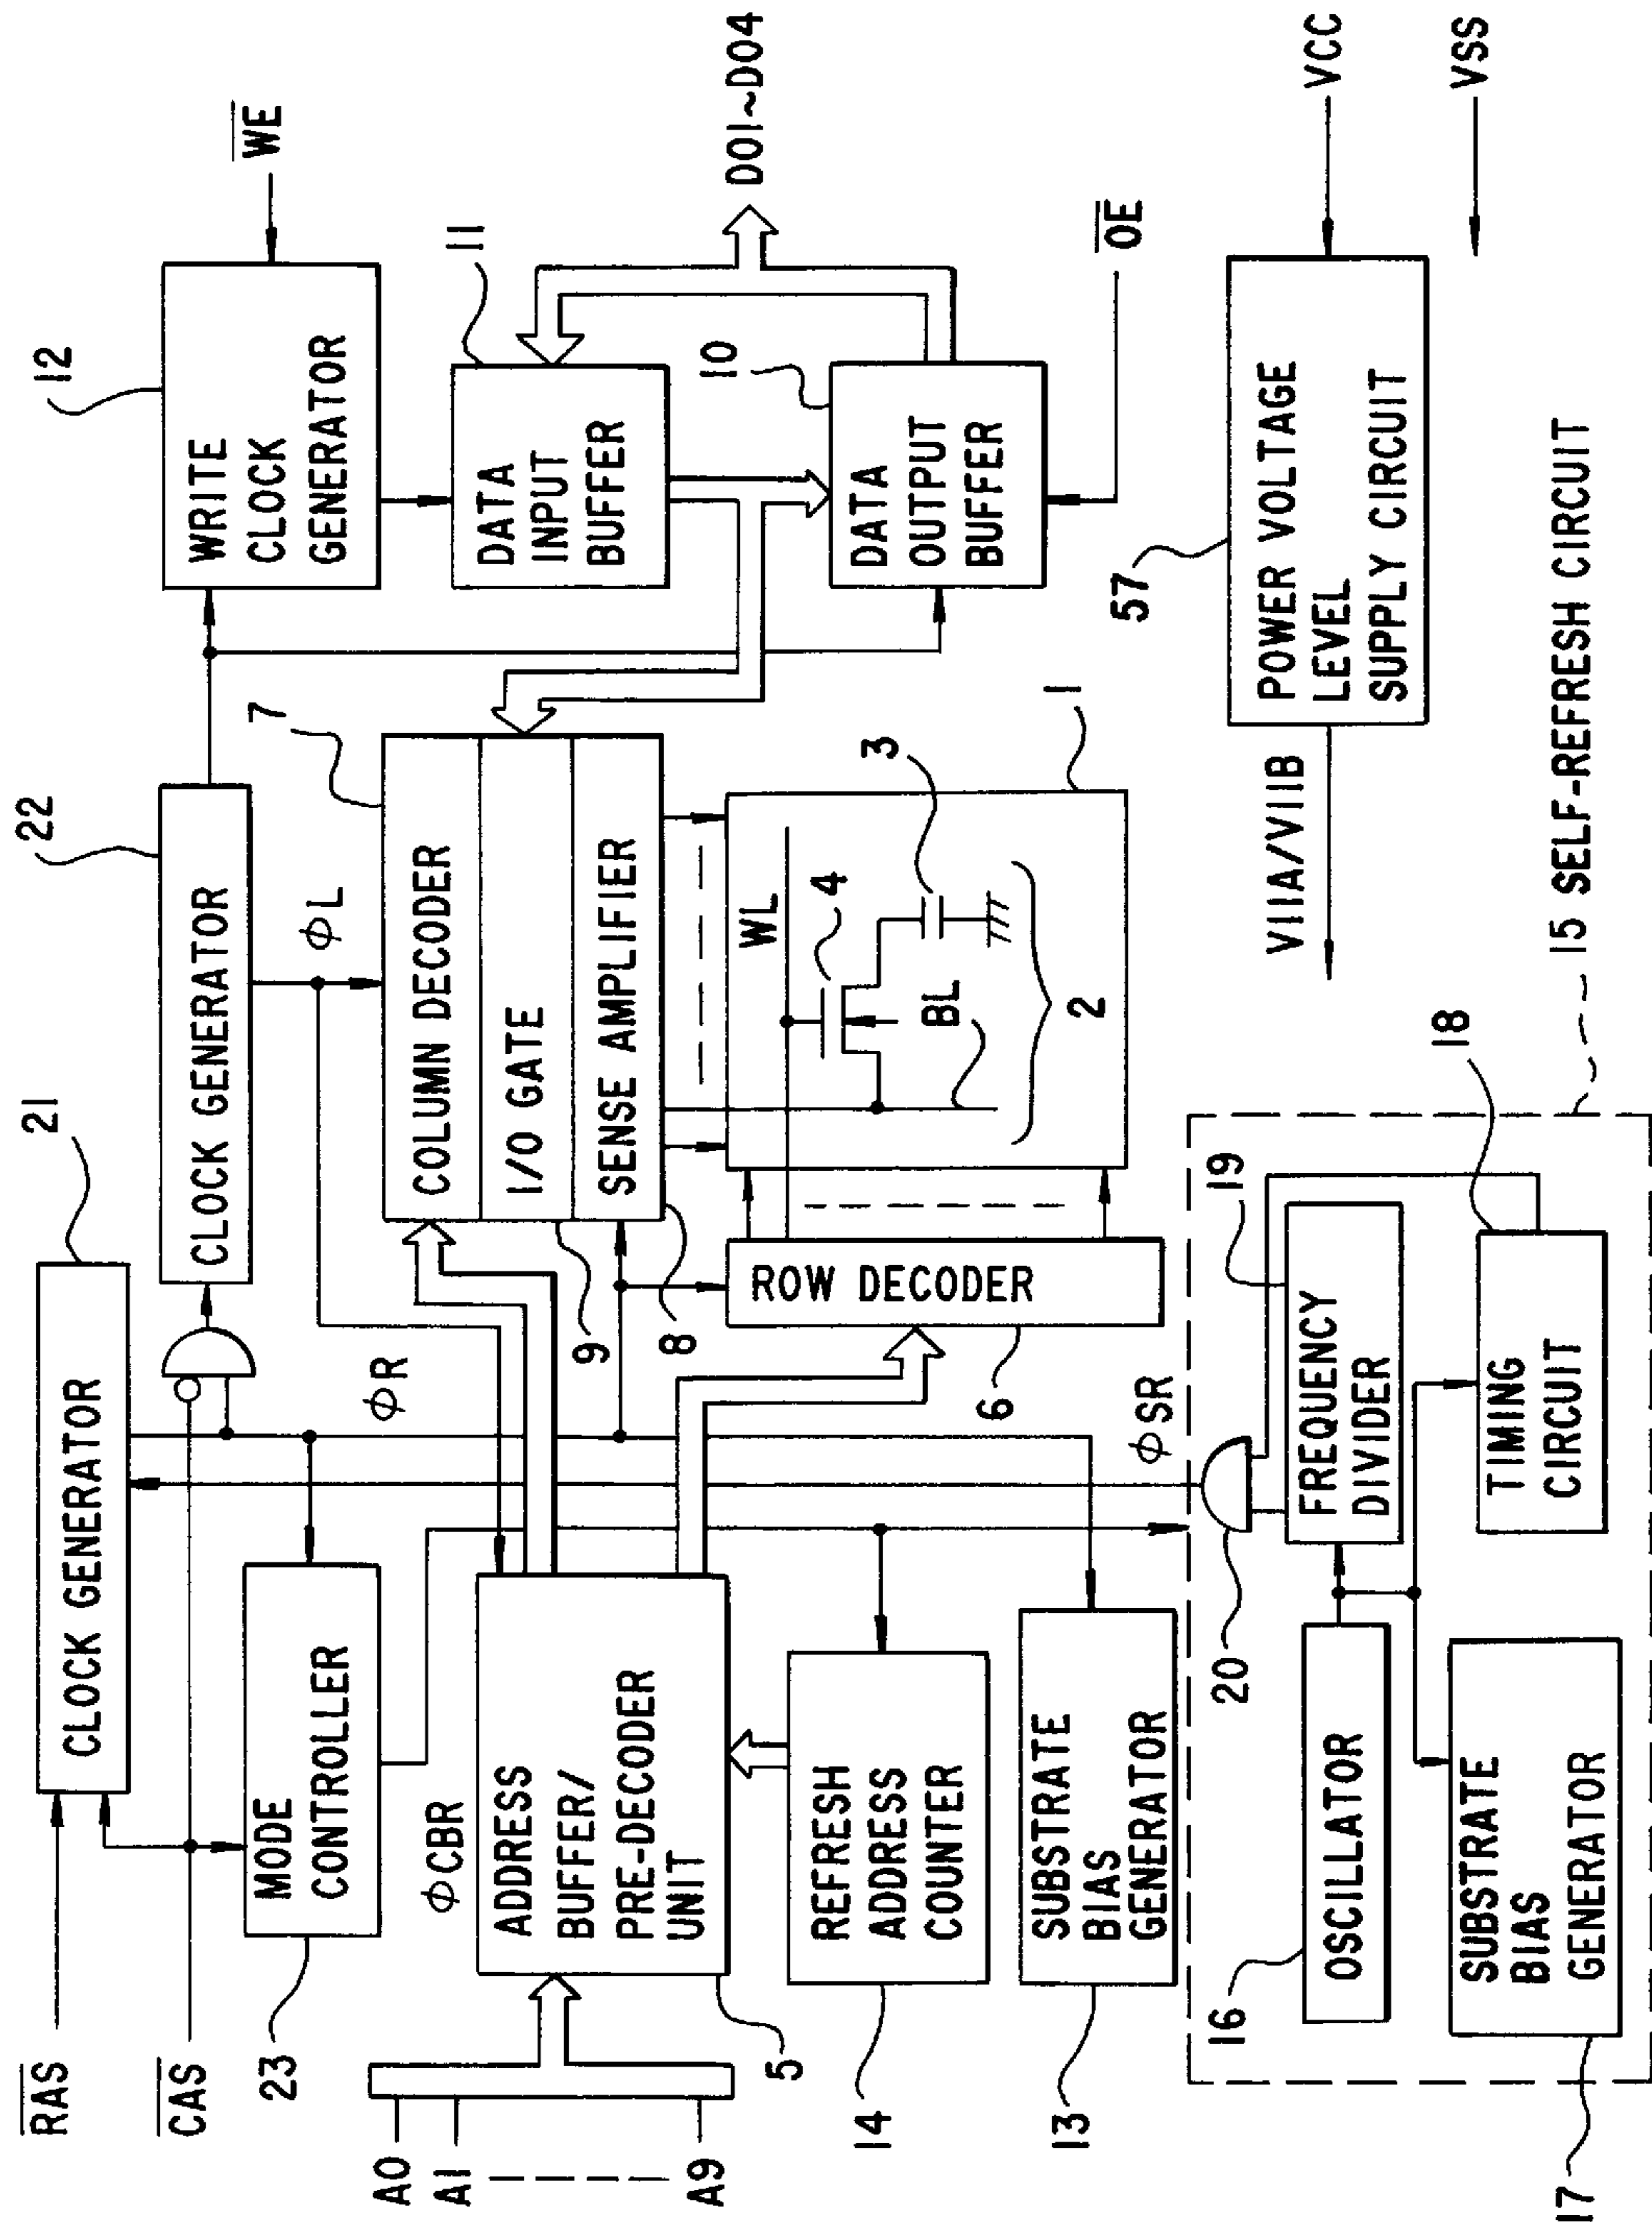 RAS
CAS
A0
A1
A9
21
CLOCK GENERATOR
22
CLOCK GENERATOR
12
WRITE
CLOCK
GENERATOR
WE
23
MODE
CONTROLLER
φCBR
φR
φL
5
ADDRESS
BUFFER/
PRE-DECODER
UNIT
7
COLUMN DECODER
I/O GATE
SENSE AMPLIFIER
9
8
11
DATA
INPUT
BUFFER
10
DATA
OUTPUT
BUFFER
DO1~DO4
OE
14
REFRESH
ADDRESS
COUNTER
6
ROW DECODER
1
WL
4
3
BL
2
13
SUBSTRATE
BIAS
GENERATOR
φSR
20
15 SELF-REFRESH CIRCUIT
16
OSCILLATOR
19
FREQUENCY
DIVIDER
18
TIMING
CIRCUIT
17
SUBSTRATE
BIAS
GENERATOR
57
POWER VOLTAGE
LEVEL
SUPPLY CIRCUIT
VIIA/VIIB
VCC
VSS